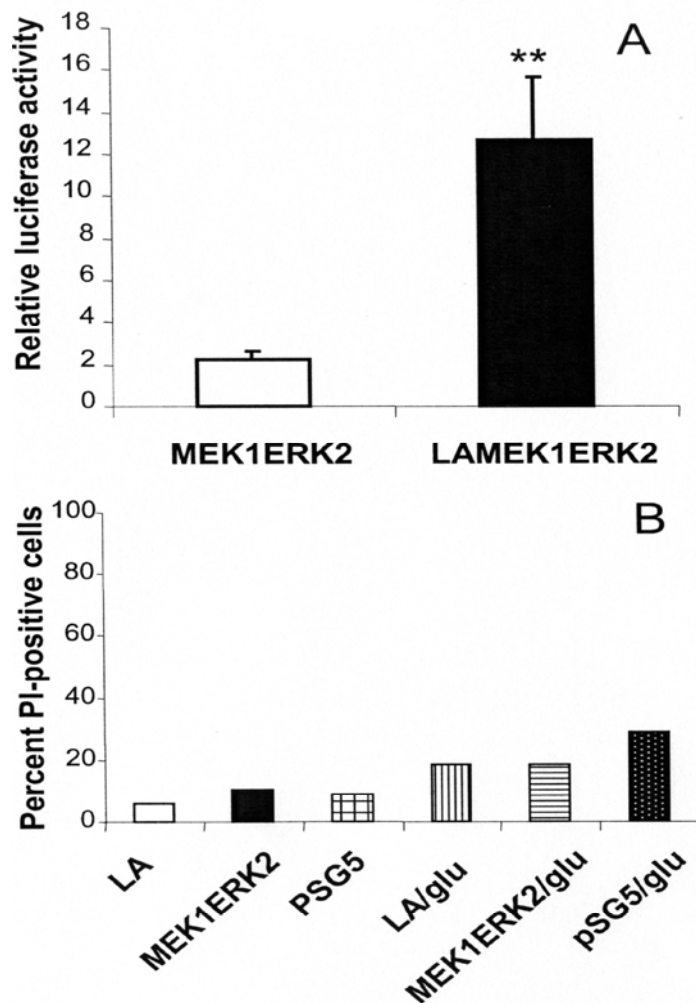 A
**
Relative luciferase activity
18
16
14
12
10
8
6
4
2
0
MEK1ERK2
LAMEK1ERK2
B
Percent PI-positive cells
100
80
60
40
20
0
LA
MEK1ERK2
PSG5
LA/glu
MEK1ERK2/glu
pSG5/glu